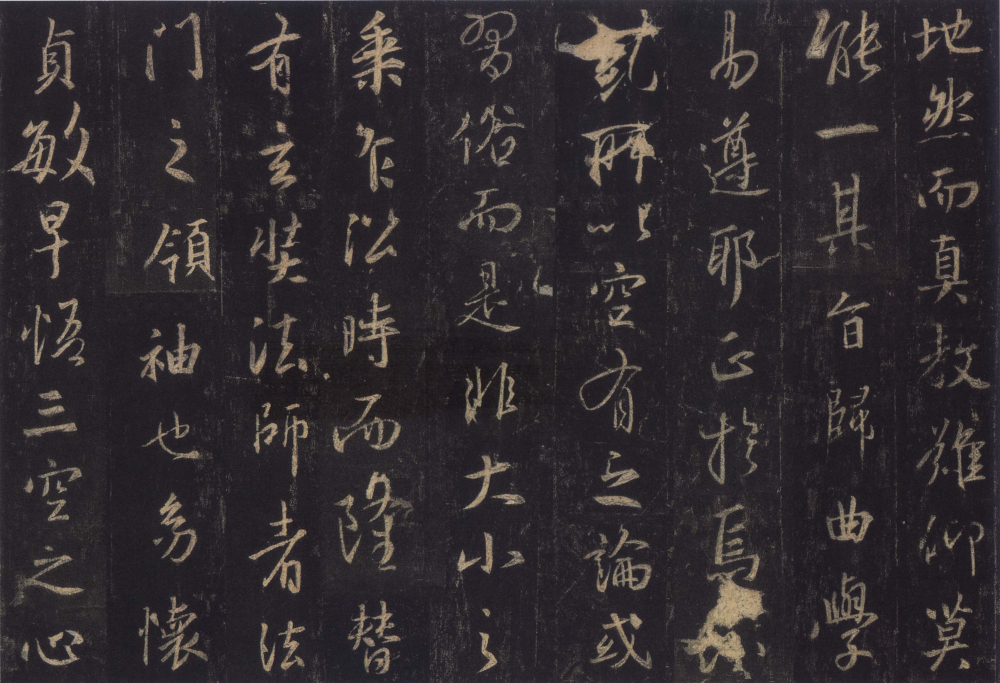 地然而真教難仰莫
能一其旨歸曲學
易遵耶正於焉
所以空有之論或
習俗而是非大小之
乘乍沿時而隆替
有玄奘法師者法
門之領袖也幼懷
貞敏早悟三空之心